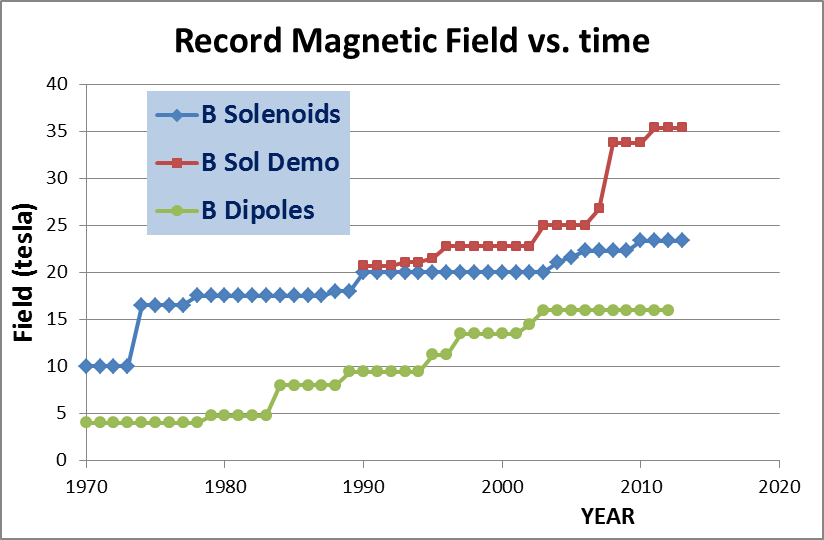 Record Magnetic Field vs. time
40
35
30
25
20
15
10
5
0
Field (tesla)
B Solenoids
B Sol Demo
B Dipoles
1970 1980 1990 2000 2010 2020
YEAR